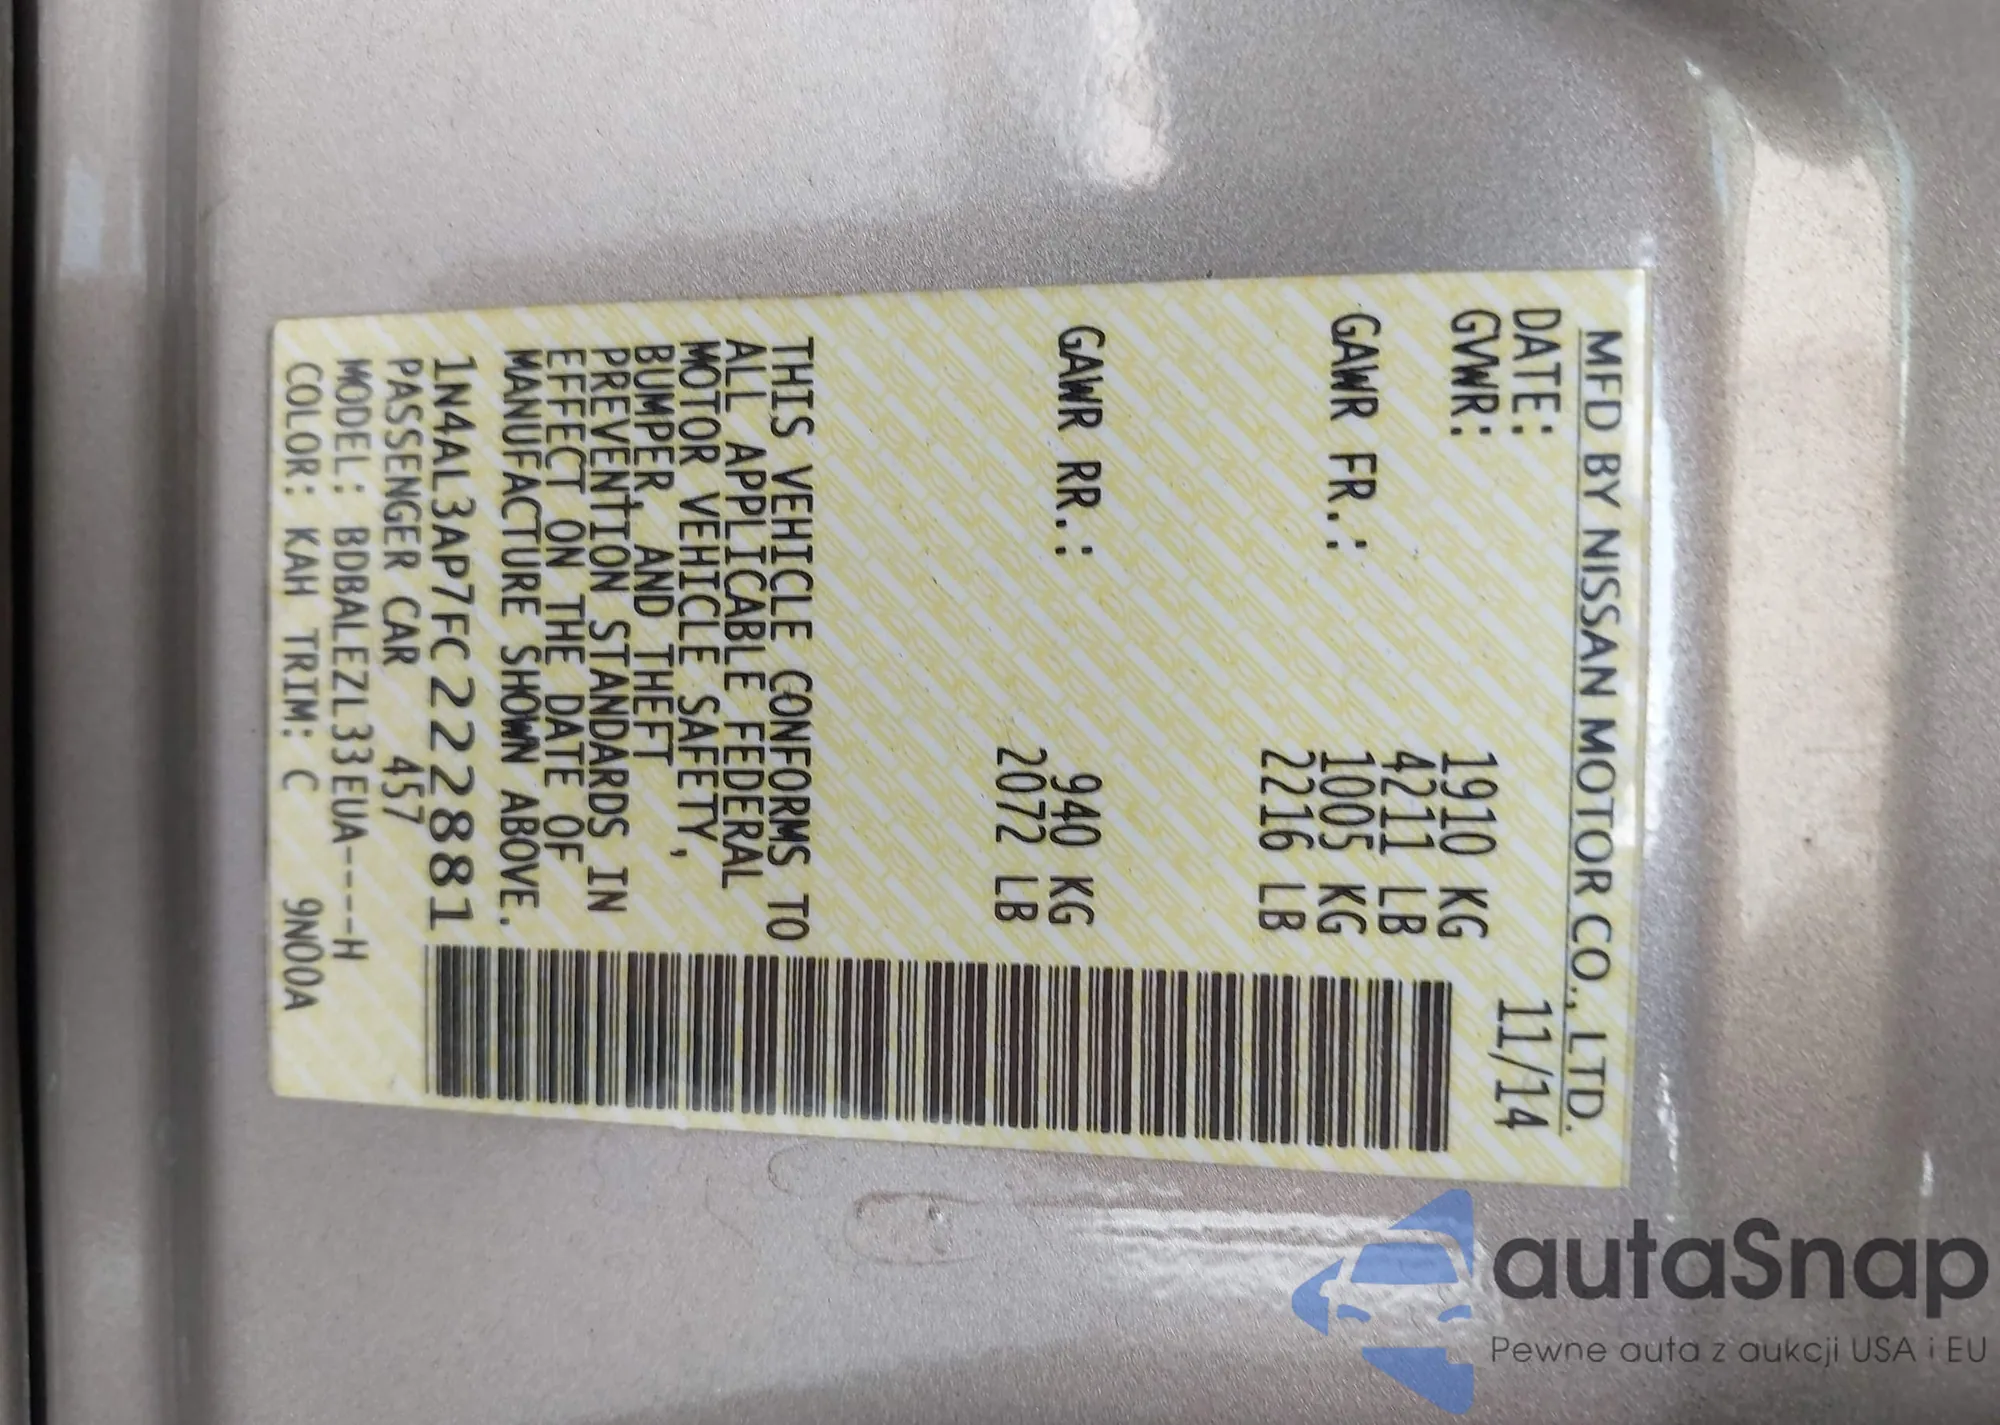 MFD BY NISSAN MOTOR CO., LTD.
DATE: 11/14
GVWR: 1910 KG
4211 LB
GAWR FR.: 1005 KG
2216 LB
GAWR RR.: 940 KG
2072 LB
THIS VEHICLE CONFORMS TO
ALL APPLICABLE FEDERAL
MOTOR VEHICLE SAFETY,
BUMPER, AND THEFT
PREVENTION STANDARDS IN
EFFECT ON THE DATE OF
MANUFACTURE SHOWN ABOVE.
1N4AL3AP7FC222881
PASSENGER CAR 457
MODEL: BDBALEZL33EUA----H
COLOR: KAH TRIM: C 9N00A
autaSnap
Pewne auta z aukcji USA i EU